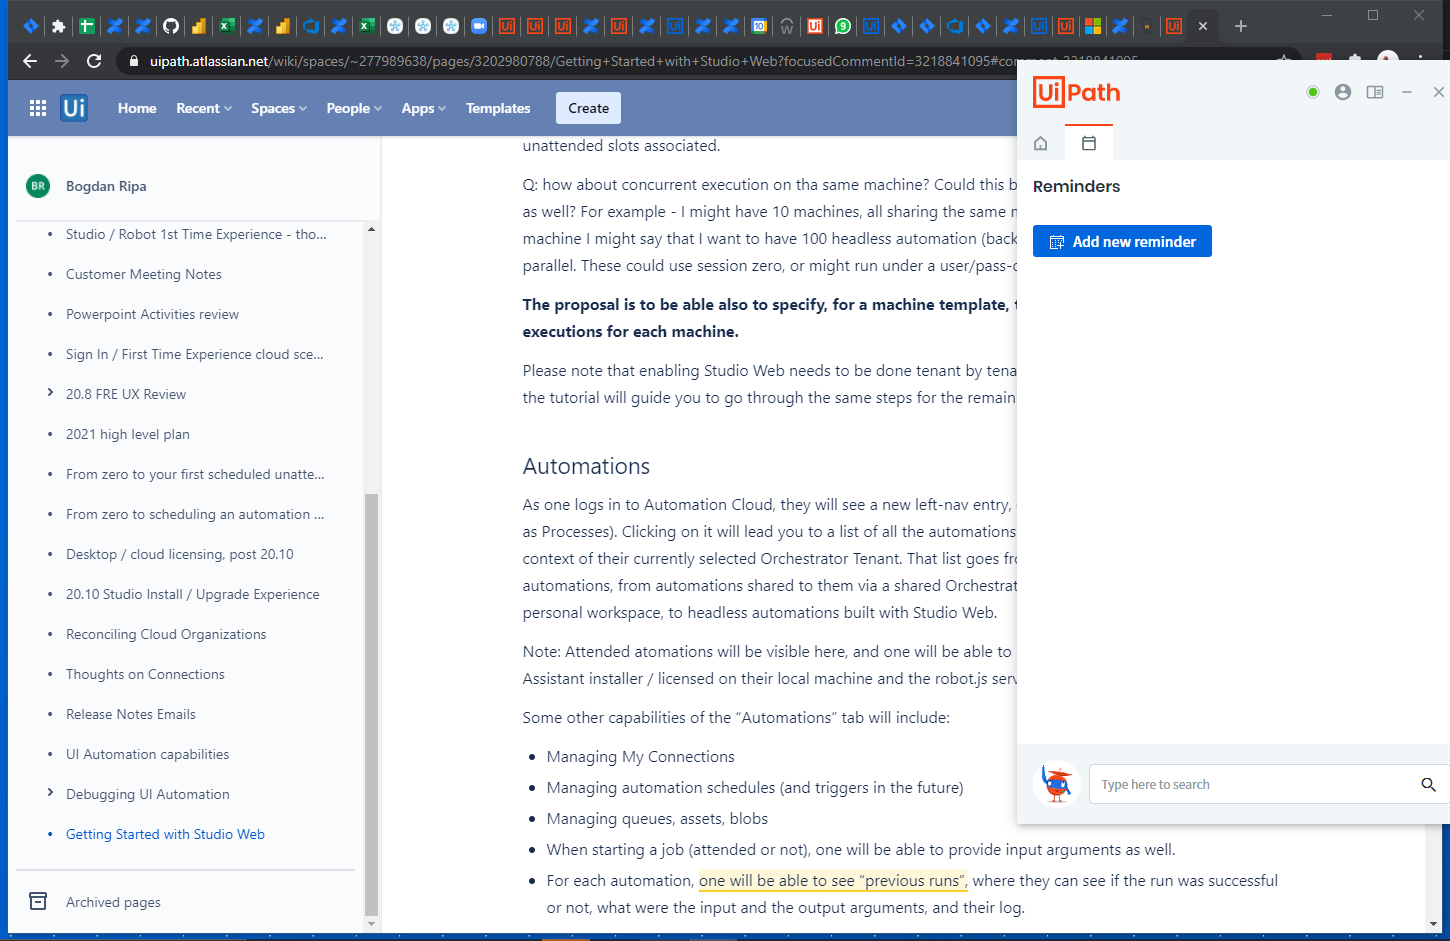 uipath.atlassian.net/wiki/spaces/~277989638/pages/3202980788/Getting+Started+with+Studio+Web?focusedCommentId=3218841095#comment-3218841095
Ui
Home
Recent
Spaces
People
Apps
Templates
Create
BR
Bogdan Ripa
Studio / Robot 1st Time Experience - tho...
Customer Meeting Notes
Powerpoint Activities review
Sign In / First Time Experience cloud sce...
20.8 FRE UX Review
2021 high level plan
From zero to your first scheduled unatte...
From zero to scheduling an automation ...
Desktop / cloud licensing, post 20.10
20.10 Studio Install / Upgrade Experience
Reconciling Cloud Organizations
Thoughts on Connections
Release Notes Emails
UI Automation capabilities
Debugging UI Automation
Getting Started with Studio Web
Archived pages
unattended slots associated.
Q: how about concurrent execution on tha same machine? Could this b
as well? For example - I might have 10 machines, all sharing the same
machine I might say that I want to have 100 headless automation (back
parallel. These could use session zero, or might run under a user/pass-
The proposal is to be able also to specify, for a machine template,
executions for each machine.
Please note that enabling Studio Web needs to be done tenant by tena
the tutorial will guide you to go through the same steps for the remain
Automations
As one logs in to Automation Cloud, they will see a new left-nav entry,
as Processes). Clicking on it will lead you to a list of all the automations
context of their currently selected Orchestrator Tenant. That list goes fr
automations, from automations shared to them via a shared Orchestrat
personal workspace, to headless automations built with Studio Web.
Note: Attended atomations will be visible here, and one will be able to
Assistant installer / licensed on their local machine and the robot.js serv
Some other capabilities of the “Automations” tab will include:
Managing My Connections
Managing automation schedules (and triggers in the future)
Managing queues, assets, blobs
When starting a job (attended or not), one will be able to provide input arguments as well.
For each automation, one will be able to see “previous runs”, where they can see if the run was successful
or not, what were the input and the output arguments, and their log.
UiPath
Reminders
Add new reminder
Type here to search